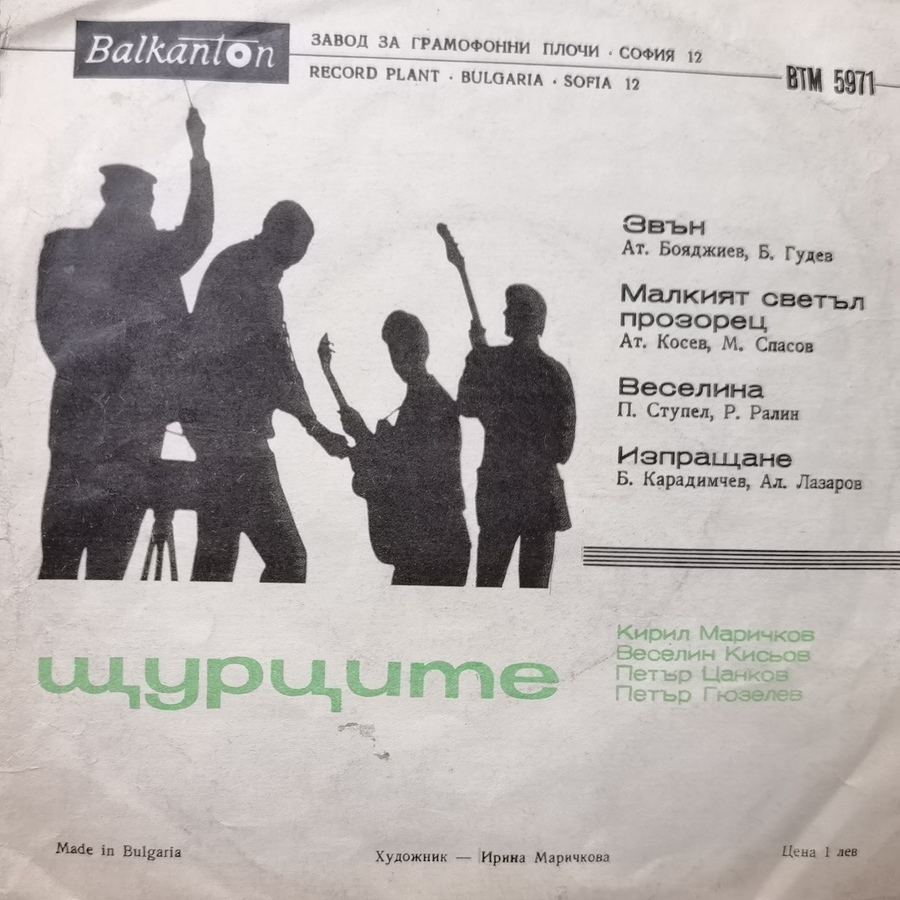 Balkanton
ЗАВОД ЗА ГРАМОФОННИ ПЛОЧИ · СОФИЯ 12
RECORD PLANT · BULGARIA · SOFIA 12
ВТМ 5971
Звън
Ат. Бояджиев, Б. Гудев
Малкият светъл
прозорец
Ат. Косев, М. Спасов
Веселина
П. Ступел, Р. Ралин
Изпращане
Б. Карадимчев, Ал. Лазаров
щурците
Кирил Маричков
Веселин Кисьов
Петър Цанков
Петър Гюзелев
Made in Bulgaria
Художник — Ирина Маричкова
Цена 1 лев